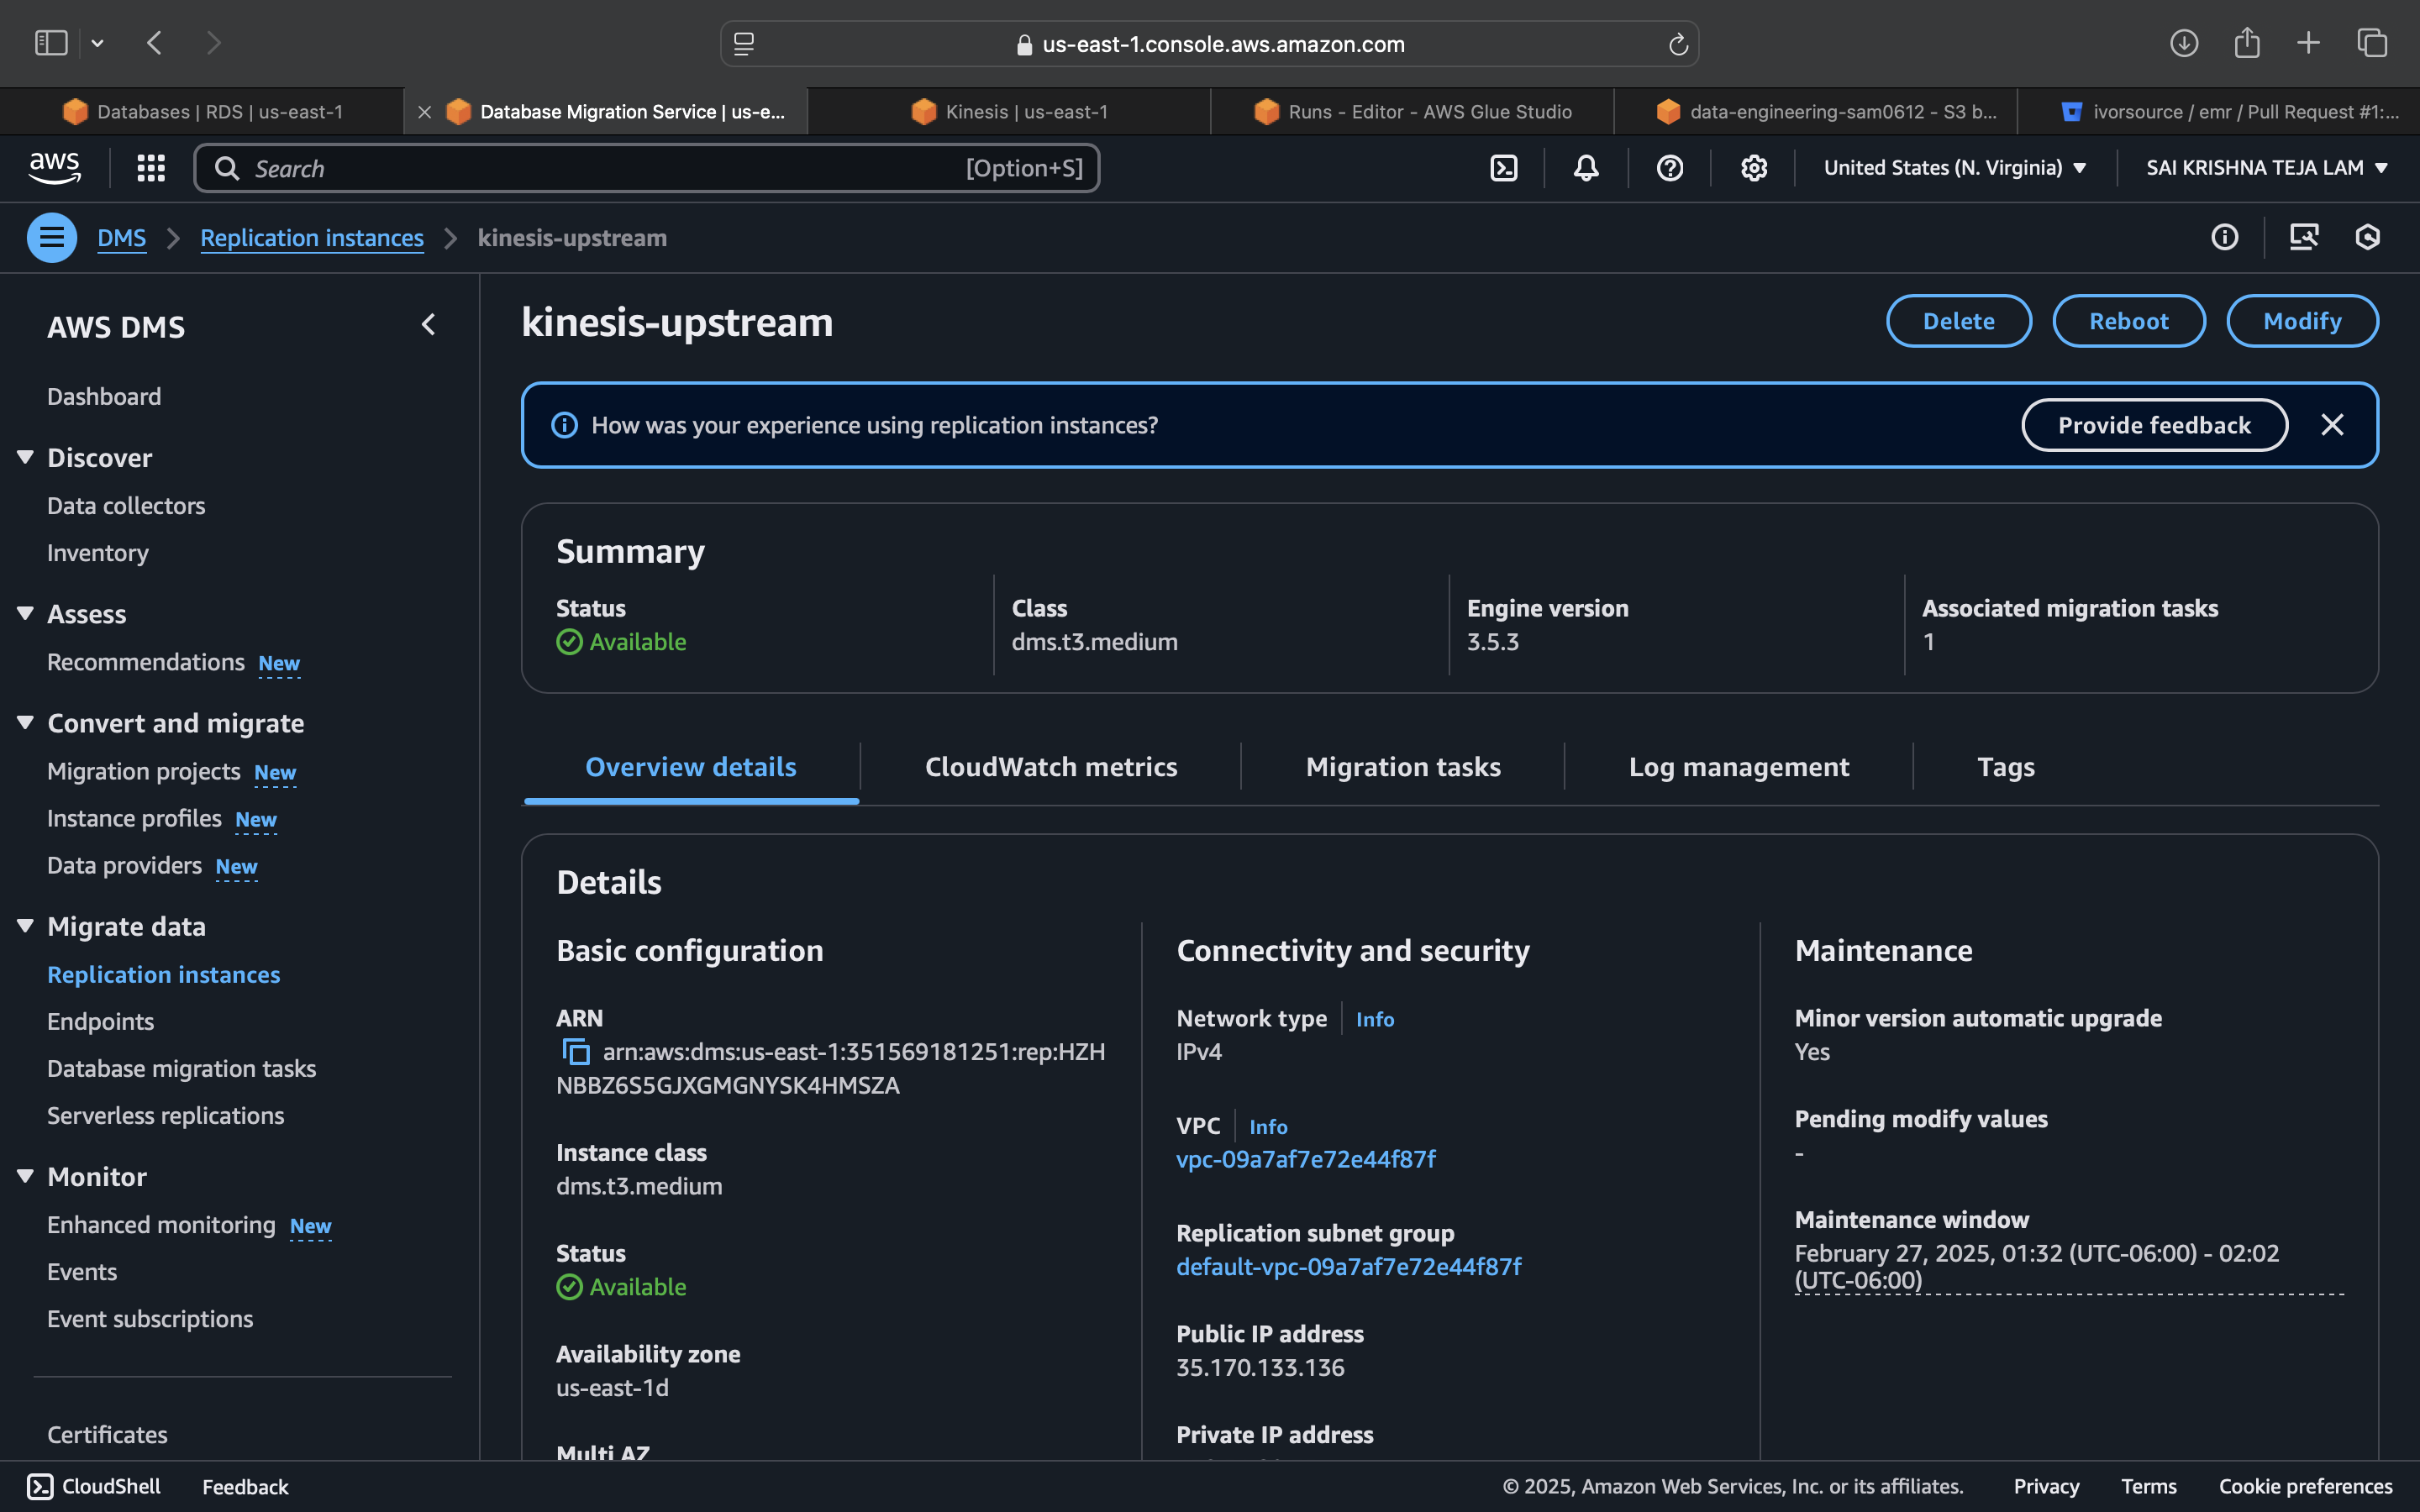 us-east-1.console.aws.amazon.com
Databases | RDS | us-east-1
Database Migration Service | us-e...
Kinesis | us-east-1
Runs - Editor - AWS Glue Studio
data-engineering-sam0612 - S3 b...
ivorsource / emr / Pull Request #1:...
aws
Search
[Option+S]
United States (N. Virginia)
SAI KRISHNA TEJA LAM
DMS
Replication instances
kinesis-upstream
AWS DMS
Dashboard
Discover
Data collectors
Inventory
Assess
Recommendations New
Convert and migrate
Migration projects New
Instance profiles New
Data providers New
Migrate data
Replication instances
Endpoints
Database migration tasks
Serverless replications
Monitor
Enhanced monitoring New
Events
Event subscriptions
Certificates
kinesis-upstream
Delete
Reboot
Modify
How was your experience using replication instances?
Provide feedback
Summary
Status
Available
Class
dms.t3.medium
Engine version
3.5.3
Associated migration tasks
1
Overview details
CloudWatch metrics
Migration tasks
Log management
Tags
Details
Basic configuration
ARN
arn:aws:dms:us-east-1:351569181251:rep:HZH
NBBZ6S5GJXGMGNYSK4HMSZA
Instance class
dms.t3.medium
Status
Available
Availability zone
us-east-1d
Multi AZ
Connectivity and security
Network type Info
IPv4
VPC Info
vpc-09a7af7e72e44f87f
Replication subnet group
default-vpc-09a7af7e72e44f87f
Public IP address
35.170.133.136
Private IP address
Maintenance
Minor version automatic upgrade
Yes
Pending modify values
-
Maintenance window
February 27, 2025, 01:32 (UTC-06:00) - 02:02
(UTC-06:00)
CloudShell
Feedback
© 2025, Amazon Web Services, Inc. or its affiliates.
Privacy
Terms
Cookie preferences